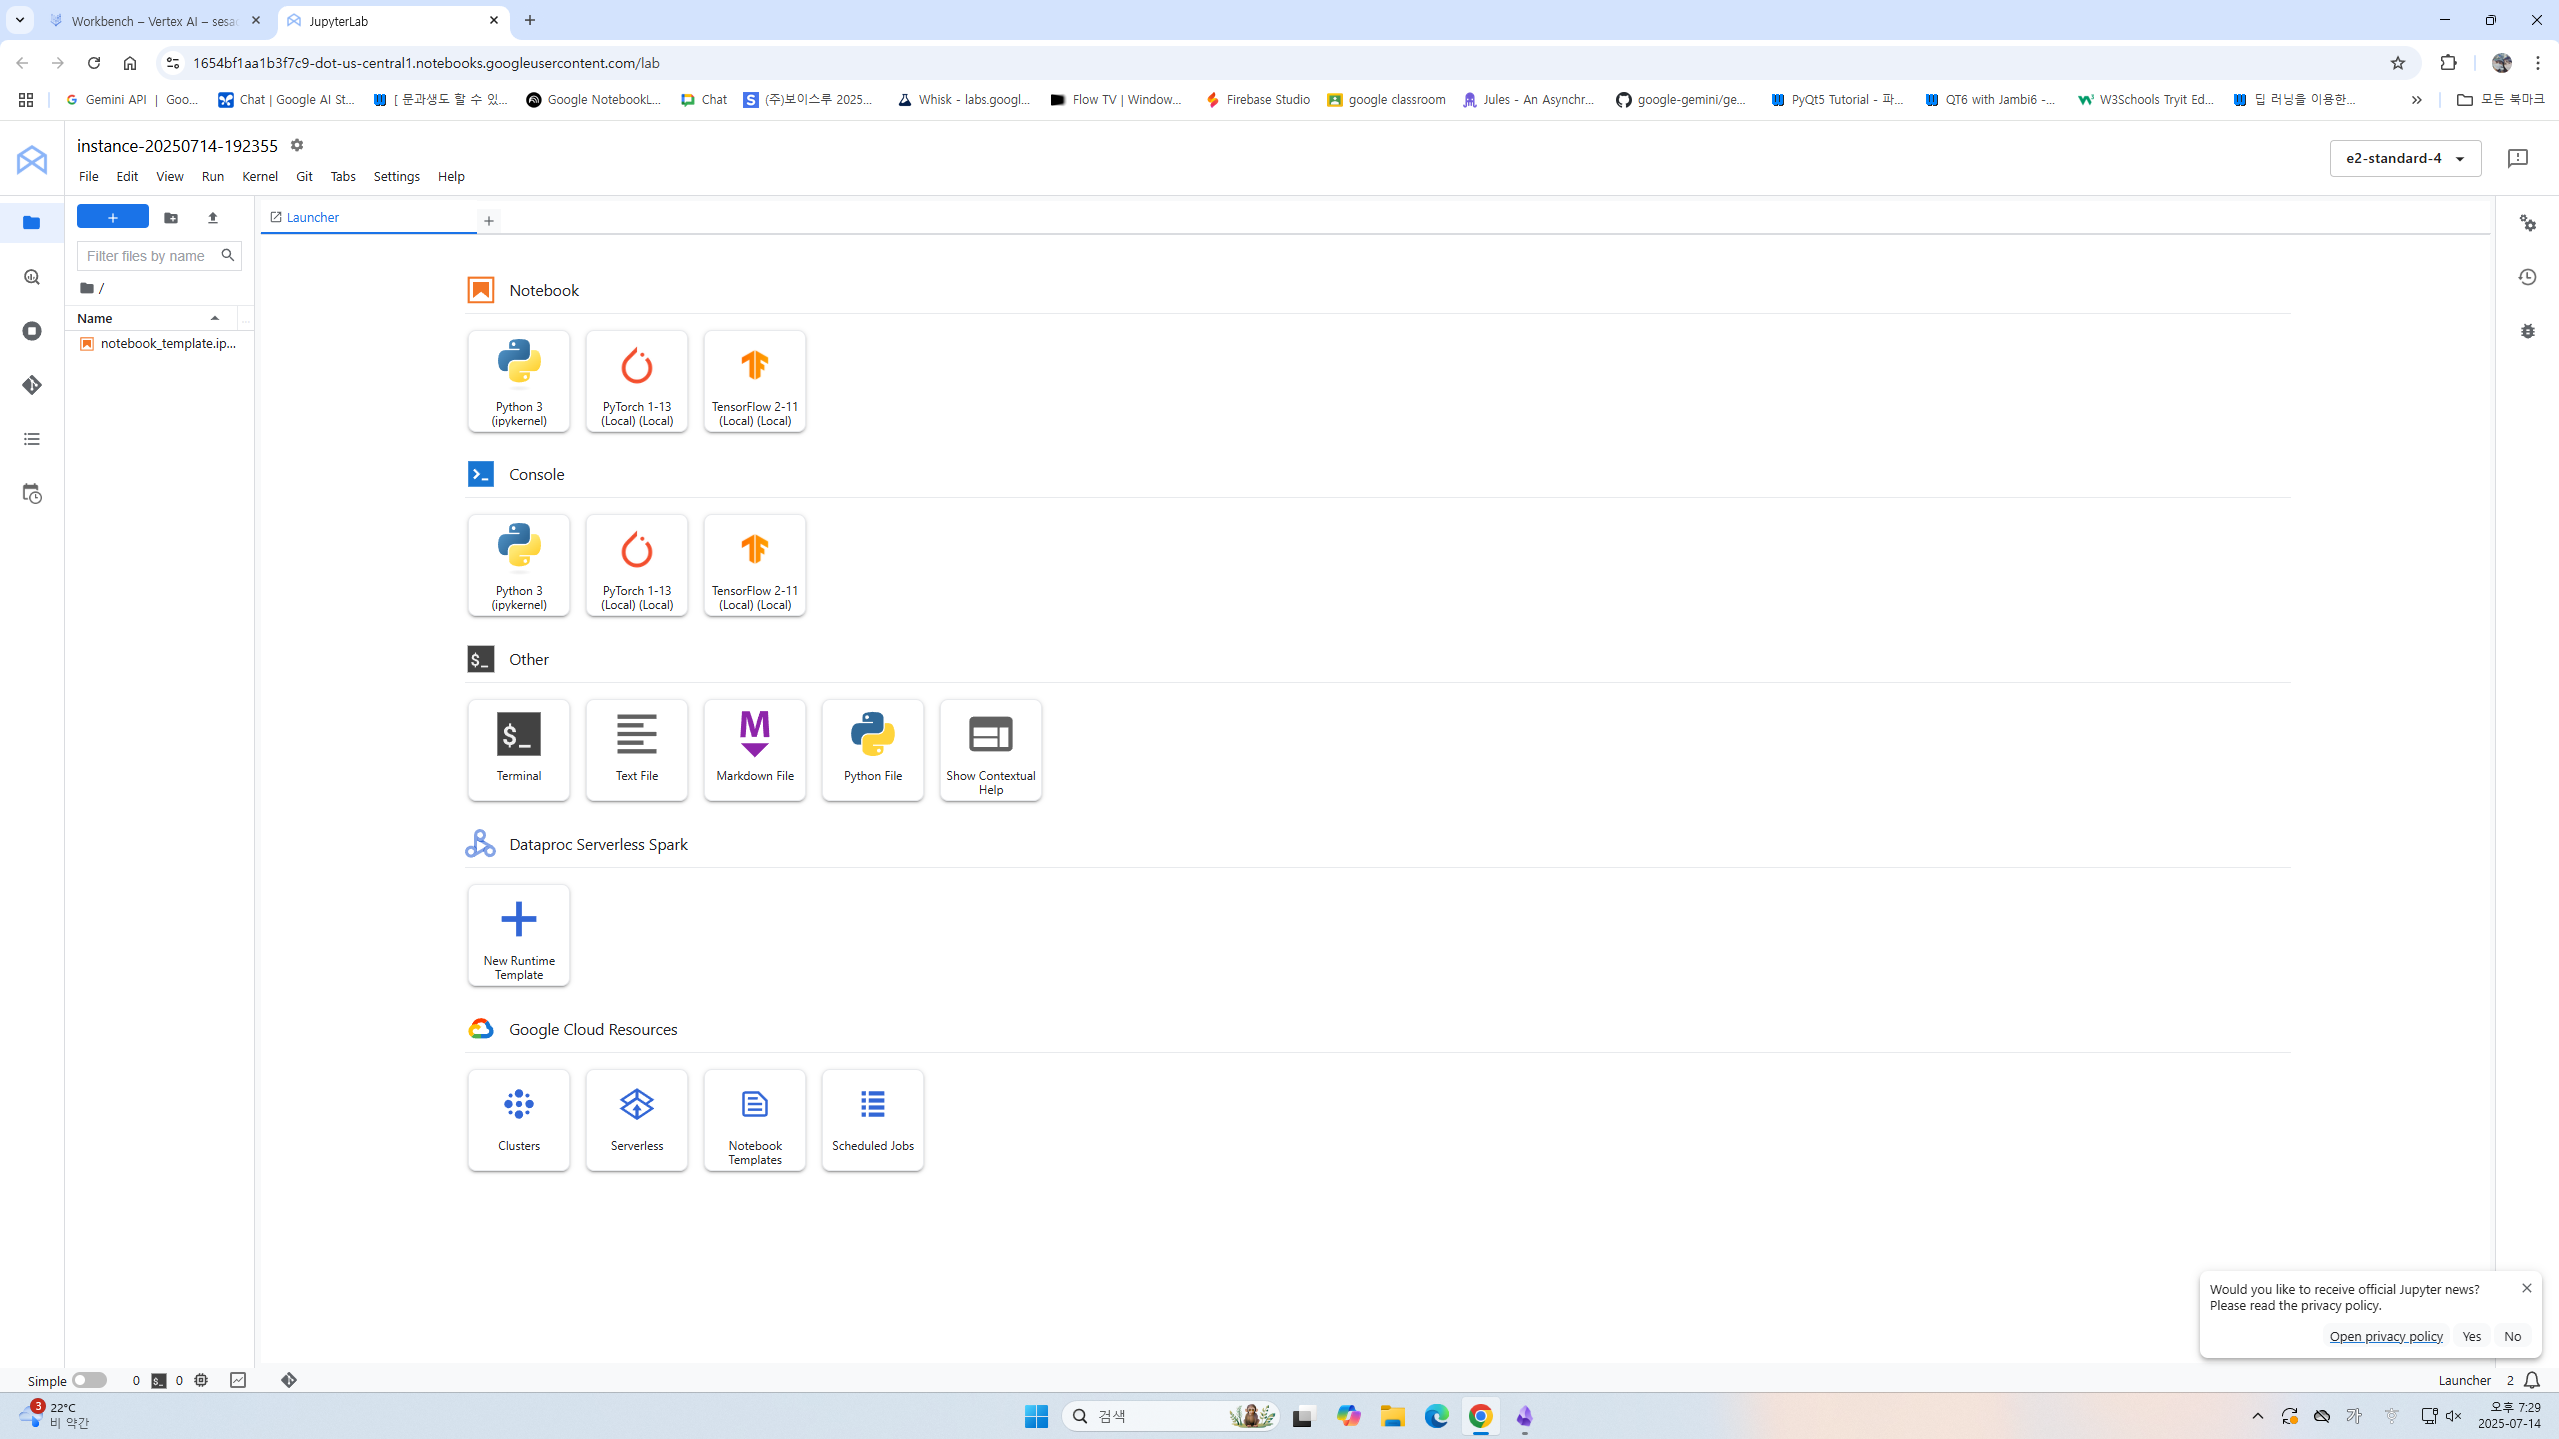 Workbench – Vertex AI – sesac
JupyterLab
1654bf1aa1b3f7c9-dot-us-central1.notebooks.googleusercontent.com/lab
Gemini API | Goo...
Chat | Google AI St...
[ 문과생도 할 수 있...
Google NotebookL...
Chat
(주)보이스루 2025...
Whisk - labs.googl...
Flow TV | Window...
Firebase Studio
google classroom
Jules - An Asynchr...
google-gemini/ge...
PyQt5 Tutorial - 파...
QT6 with Jambi6 -...
W3Schools Tryit Ed...
딥 러닝을 이용한...
모든 북마크
instance-20250714-192355
File Edit View Run Kernel Git Tabs Settings Help
e2-standard-4
Launcher
Filter files by name
/
Name
notebook_template.ip...
Notebook
Python 3 (ipykernel)
PyTorch 1-13 (Local) (Local)
TensorFlow 2-11 (Local) (Local)
Console
Python 3 (ipykernel)
PyTorch 1-13 (Local) (Local)
TensorFlow 2-11 (Local) (Local)
Other
$_
Terminal
Text File
M
Markdown File
Python File
Show Contextual Help
Dataproc Serverless Spark
New Runtime Template
Google Cloud Resources
Clusters
Serverless
Notebook Templates
Scheduled Jobs
Would you like to receive official Jupyter news?
Please read the privacy policy.
Open privacy policy Yes No
Simple 0 $_ 0
Launcher 2
3
22°C
비 약간
검색
가
오후 7:29
2025-07-14